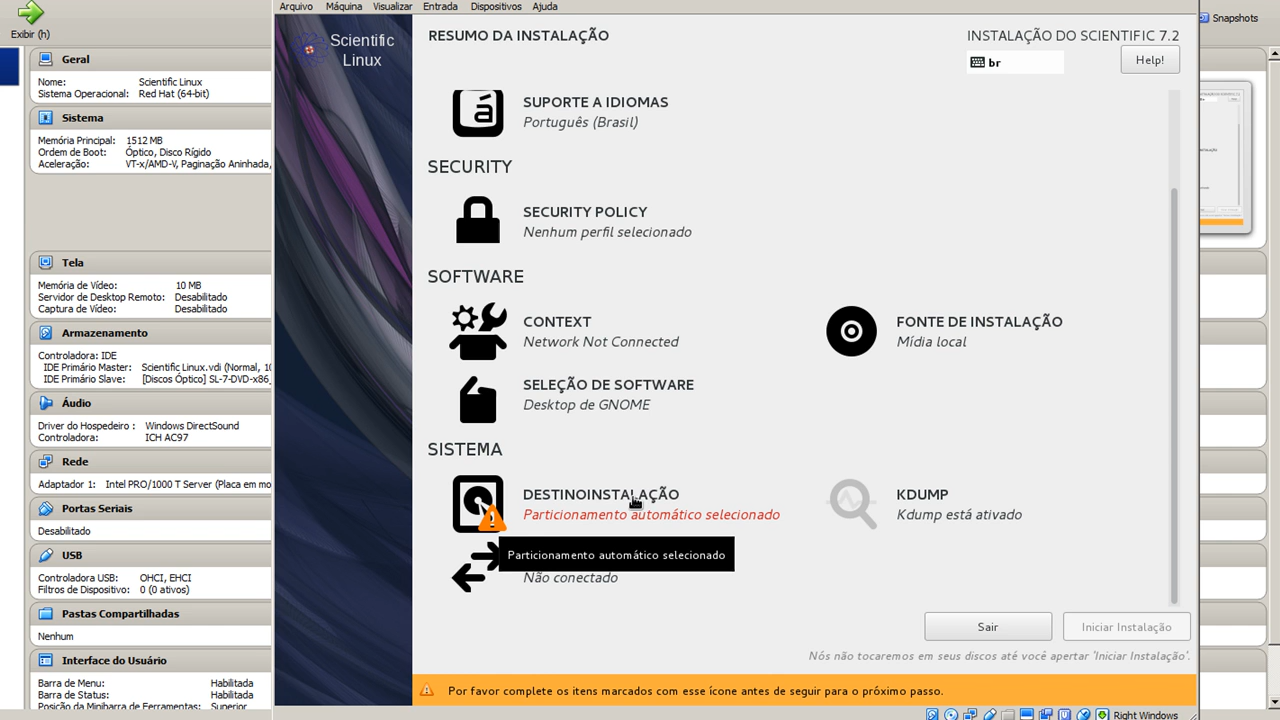 Arquivo Máquina Visualizar Entrada Dispositivos Ajuda
Exibir (h)
Snapshots
Geral
Nome: Scientific Linux
Sistema Operacional: Red Hat (64-bit)
Sistema
Memória Principal: 1512 MB
Ordem de Boot: Óptico, Disco Rígido
Aceleração: VT-x/AMD-V, Paginação Aninhada,
Tela
Memória de Vídeo: 10 MB
Servidor de Desktop Remoto: Desabilitado
Captura de Vídeo: Desabilitado
Armazenamento
Controladora: IDE
IDE Primário Master: Scientific Linux.vdi (Normal, 10
IDE Primário Slave: [Discos Óptico] SL-7-DVD-x86_
Áudio
Driver do Hospedeiro : Windows DirectSound
Controladora: ICH AC97
Rede
Adaptador 1: Intel PRO/1000 T Server (Placa em mo
Portas Seriais
Desabilitado
USB
Controladora USB: OHCI, EHCI
Filtros de Dispositivo: 0 (0 ativos)
Pastas Compartilhadas
Nenhum
Interface do Usuário
Barra de Menu: Habilitada
Barra de Status: Habilitada
Posição da Minibarra de Ferramentas: Superior
Scientific
Linux
RESUMO DA INSTALAÇÃO
INSTALAÇÃO DO SCIENTIFIC 7.2
br
Help!
SUPORTE A IDIOMAS
Português (Brasil)
SECURITY
SECURITY POLICY
Nenhum perfil selecionado
SOFTWARE
CONTEXT
Network Not Connected
FONTE DE INSTALAÇÃO
Mídia local
SELEÇÃO DE SOFTWARE
Desktop de GNOME
SISTEMA
DESTINOINSTALAÇÃO
Particionamento automático selecionado
KDUMP
Kdump está ativado
Particionamento automático selecionado
Não conectado
Sair
Iniciar Instalação
Nós não tocaremos em seus discos até você apertar 'Iniciar Instalação'.
Por favor complete os itens marcados com esse ícone antes de seguir para o próximo passo.
Right Windows